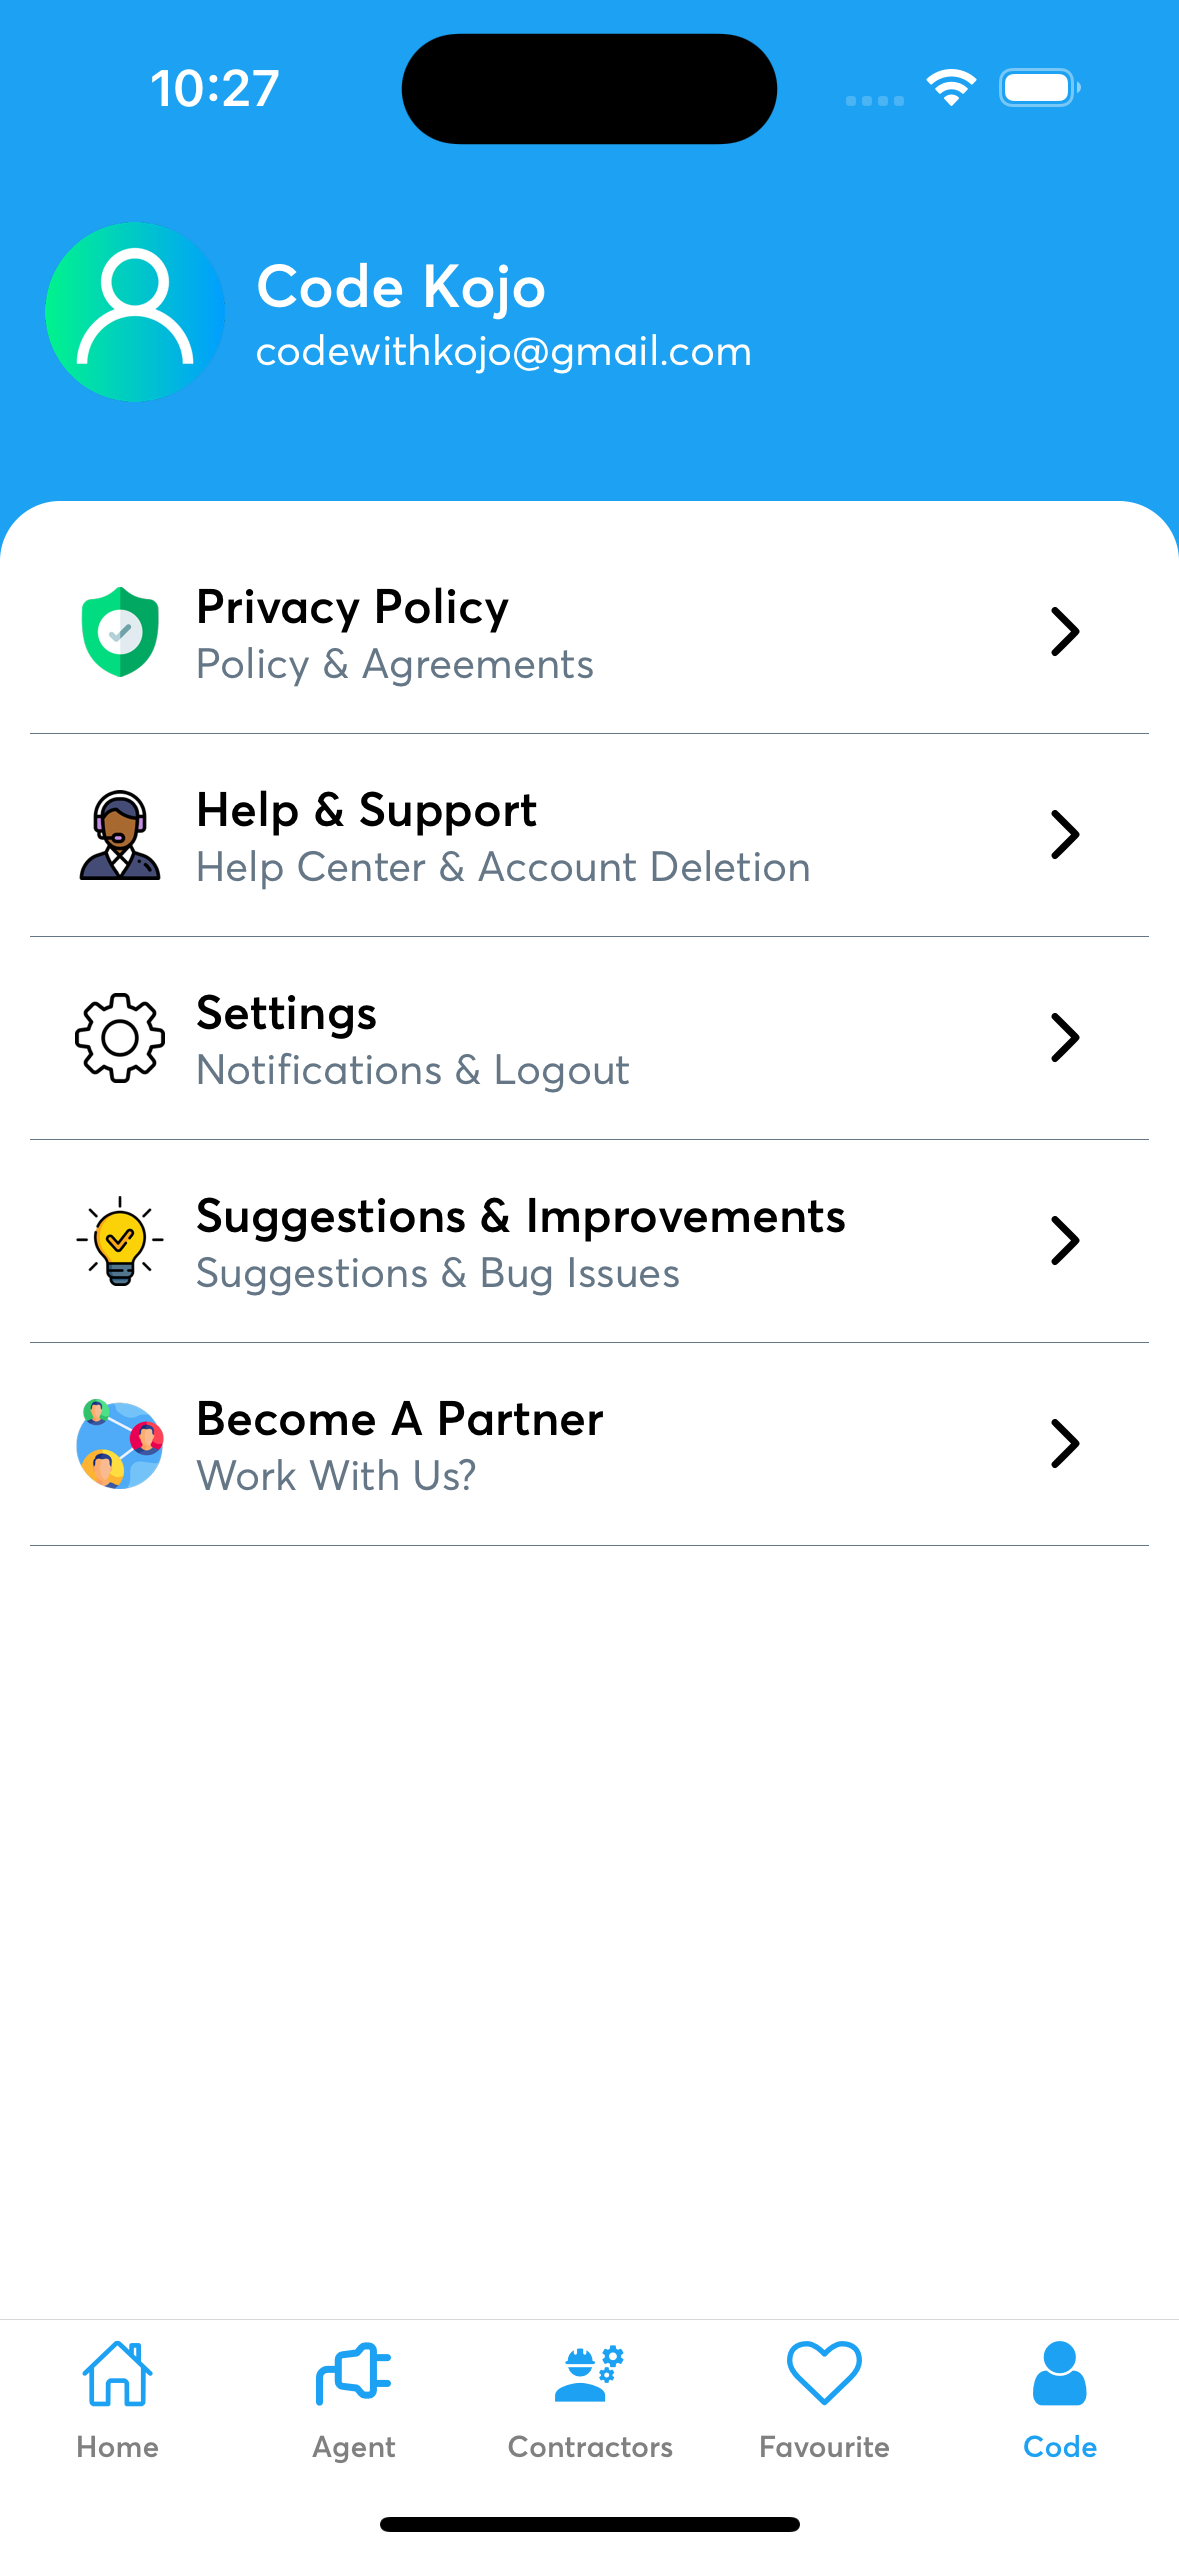 10:27
Code Kojo
codewithkojo@gmail.com
Privacy Policy
Policy & Agreements
Help & Support
Help Center & Account Deletion
Settings
Notifications & Logout
Suggestions & Improvements
Suggestions & Bug Issues
Become A Partner
Work With Us?
Home
Agent
Contractors
Favourite
Code